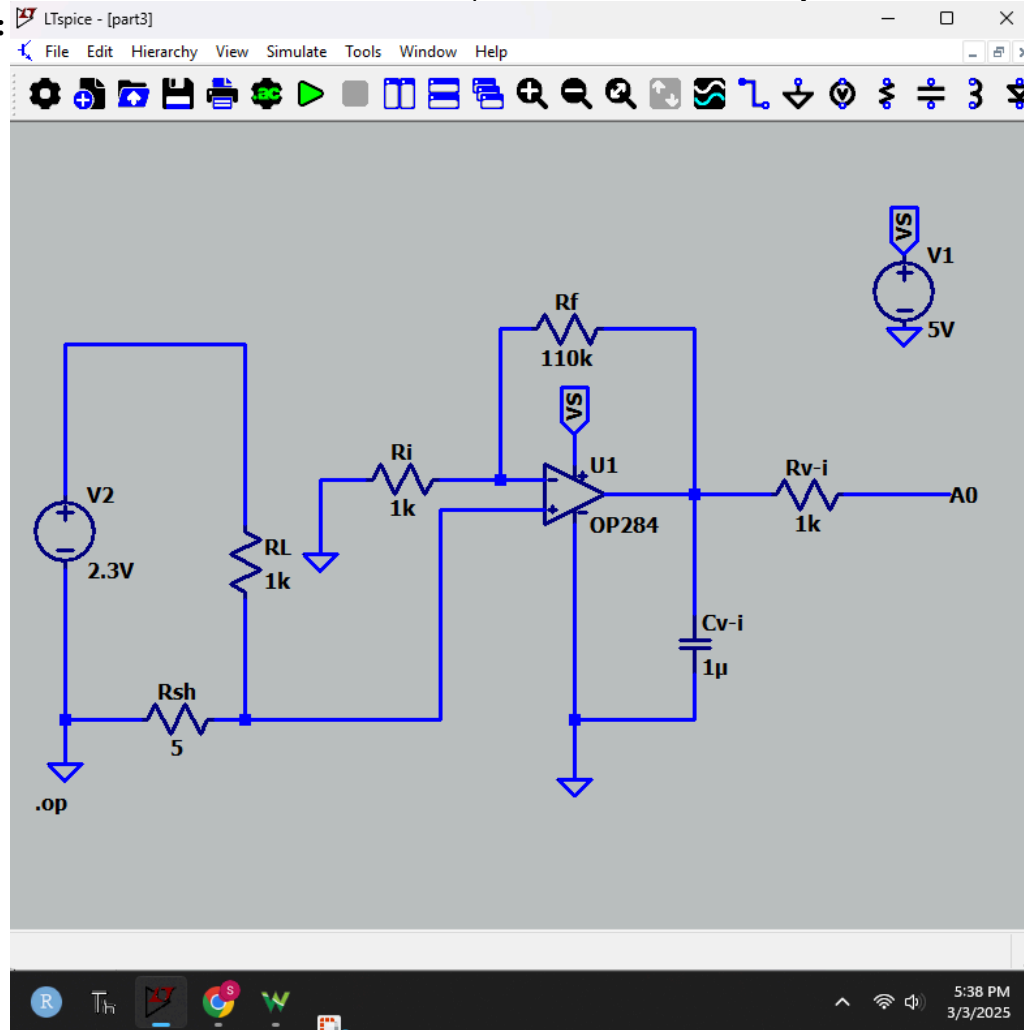 :
LTspice - [part3]
File Edit Hierarchy View Simulate Tools Window Help
.ac
VS
V1
5V
Rf
110k
VS
Ri
1k
U1
OP284
Rv-i
1k
A0
V2
2.3V
RL
1k
Cv-i
1µ
Rsh
5
.op
R
Th
S
W
5:38 PM
3/3/2025